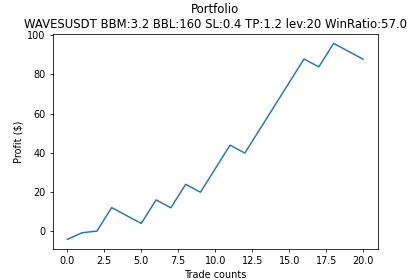 Portfolio
WAVESUSDT BBM:3.2 BBL:160 SL:0.4 TP:1.2 lev:20 WinRatio:57.0
100
80
60
40
20
0
Profit ($)
0.0 2.5 5.0 7.5 10.0 12.5 15.0 17.5 20.0
Trade counts